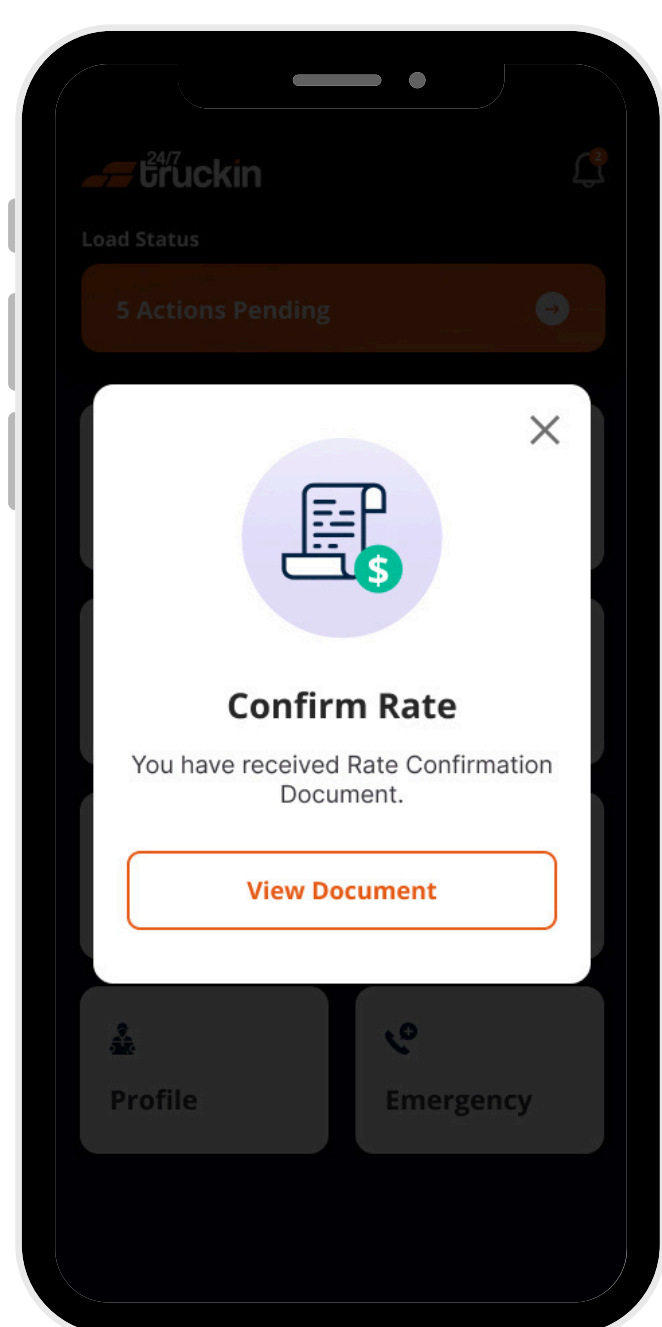 24/7
truckin
2
Load Status
5 Actions Pending
$
Confirm Rate
You have received Rate Confirmation
Document.
View Document
Profile
Emergency